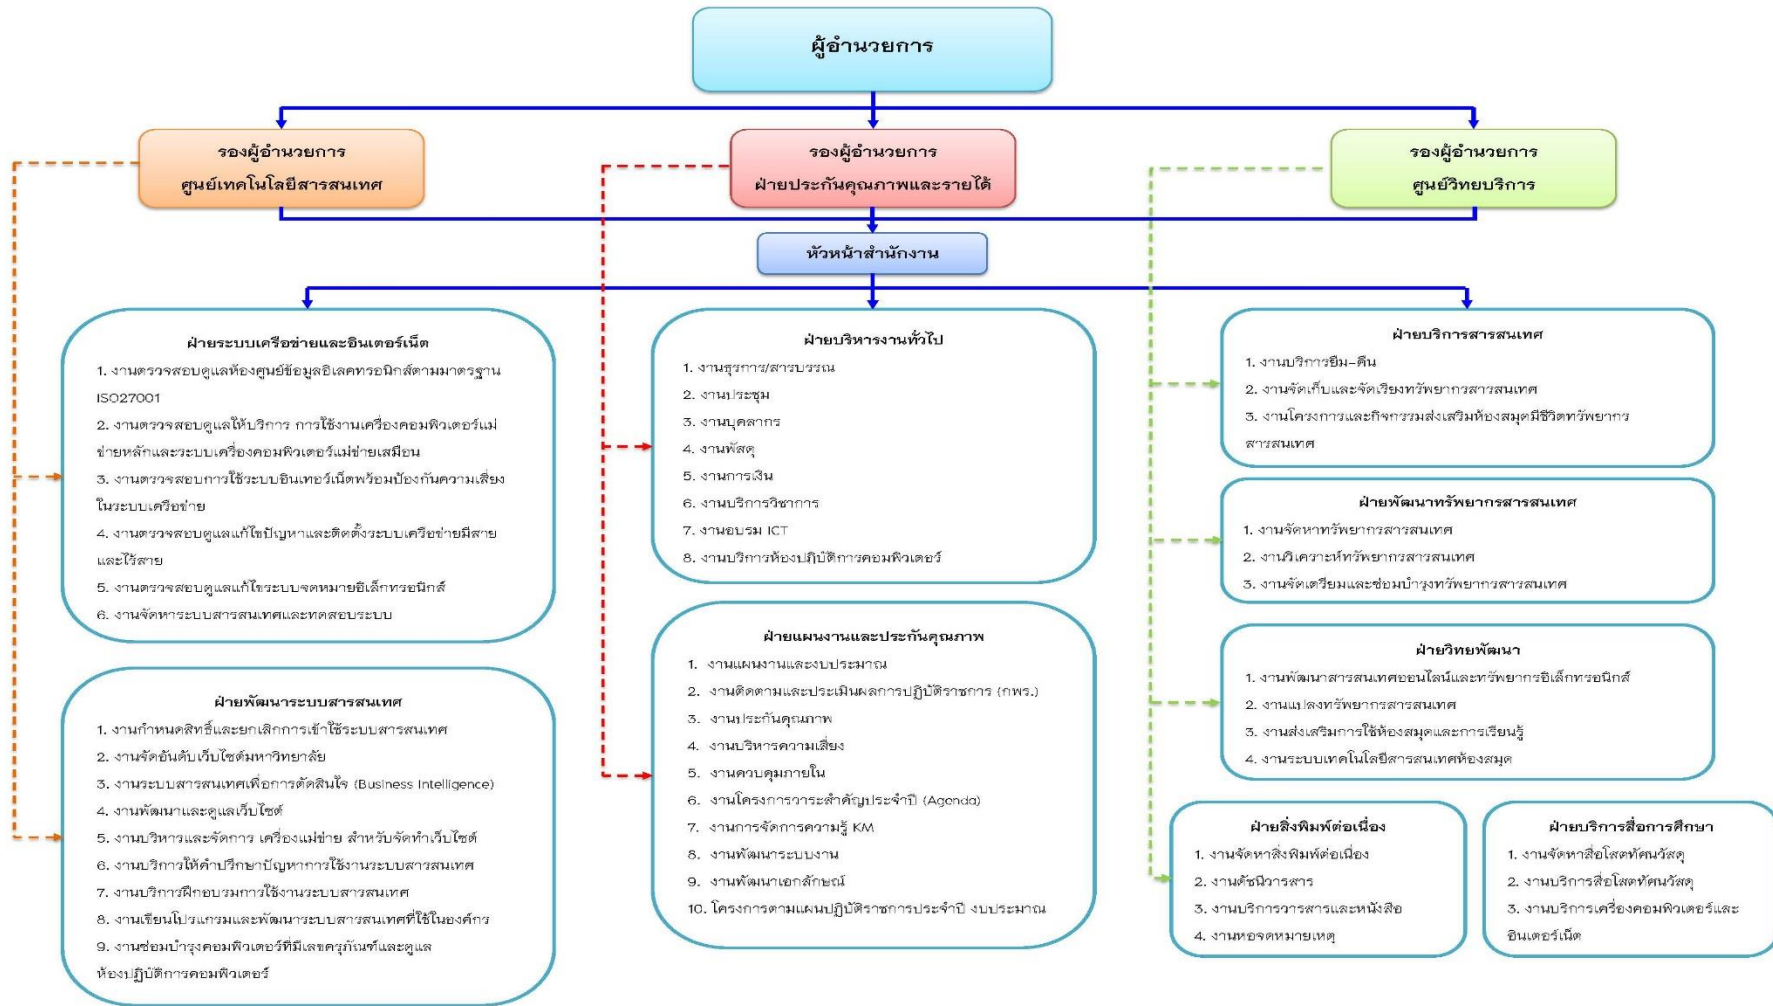 ผู้อำนวยการ
รองผู้อำนวยการ
ศูนย์เทคโนโลยีสารสนเทศ
รองผู้อำนวยการ
ฝ่ายประกันคุณภาพและรายได้
รองผู้อำนวยการ
ศูนย์วิทยบริการ
หัวหน้าสำนักงาน
ฝ่ายระบบเครือข่ายและอินเตอร์เน็ต
1. งานตรวจสอบดูแลห้องศูนย์ข้อมูลอิเลคทรอนิกส์ตามมาตรฐาน
ISO27001
2. งานตรวจสอบดูแลให้บริการ การใช้งานเครื่องคอมพิวเตอร์แม่
ข่ายหลักและระบบเครื่องคอมพิวเตอร์แม่ข่ายเสมือน
3. งานตรวจสอบการใช้ระบบอินเทอร์เน็ตพร้อมป้องกันความเสี่ยง
ในระบบเครือข่าย
4. งานตรวจสอบดูแลแก้ไขปัญหาและติดตั้งระบบเครือข่ายมีสาย
และไร้สาย
5. งานตรวจสอบดูแลแก้ไขระบบจดหมายอิเล็กทรอนิกส์
6. งานจัดหาระบบสารสนเทศและทดสอบระบบ
ฝ่ายพัฒนาระบบสารสนเทศ
1. งานกำหนดสิทธิ์และยกเลิกการเข้าใช้ระบบสารสนเทศ
2. งานจัดอันดับเว็บไซต์มหาวิทยาลัย
3. งานระบบสารสนเทศเพื่อการตัดสินใจ (Business Intelligence)
4. งานพัฒนาและดูแลเว็บไซต์
5. งานบริหารและจัดการ เครื่องแม่ข่าย สำหรับจัดทำเว็บไซต์
6. งานบริการให้คำปรึกษาปัญหาการใช้งานระบบสารสนเทศ
7. งานบริการฝึกอบรมการใช้งานระบบสารสนเทศ
8. งานเขียนโปรแกรมและพัฒนาระบบสารสนเทศที่ใช้ในองค์กร
9. งานซ่อมบำรุงคอมพิวเตอร์ที่มีเลขครุภัณฑ์และดูแล
ห้องปฏิบัติการคอมพิวเตอร์
ฝ่ายบริหารงานทั่วไป
1. งานธุรการ/สารบรรณ
2. งานประชุม
3. งานบุคลากร
4. งานพัสดุ
5. งานการเงิน
6. งานบริการวิชาการ
7. งานอบรม ICT
8. งานบริการห้องปฏิบัติการคอมพิวเตอร์
ฝ่ายแผนงานและประกันคุณภาพ
1. งานแผนงานและงบประมาณ
2. งานติดตามและประเมินผลการปฏิบัติราชการ (กพร.)
3. งานประกันคุณภาพ
4. งานบริหารความเสี่ยง
5. งานควบคุมภายใน
6. งานโครงการวาระสำคัญประจำปี (Agenda)
7. งานการจัดการความรู้ KM
8. งานพัฒนาระบบงาน
9. งานพัฒนาเอกลักษณ์
10. โครงการตามแผนปฏิบัติราชการประจำปี งบประมาณ
ฝ่ายบริการสารสนเทศ
1. งานบริการยืม-คืน
2. งานจัดเก็บและจัดเรียงทรัพยากรสารสนเทศ
3. งานโครงการและกิจกรรมส่งเสริมห้องสมุดมีชีวิตทรัพยากร
สารสนเทศ
ฝ่ายพัฒนาทรัพยากรสารสนเทศ
1. งานจัดหาทรัพยากรสารสนเทศ
2. งานวิเคราะห์ทรัพยากรสารสนเทศ
3. งานจัดเตรียมและซ่อมบำรุงทรัพยากรสารสนเทศ
ฝ่ายวิทยพัฒนา
1. งานพัฒนาสารสนเทศออนไลน์และทรัพยากรอิเล็กทรอนิกส์
2. งานแปลงทรัพยากรสารสนเทศ
3. งานส่งเสริมการใช้ห้องสมุดและการเรียนรู้
4. งานระบบเทคโนโลยีสารสนเทศห้องสมุด
ฝ่ายสิ่งพิมพ์ต่อเนื่อง
1. งานจัดหาสิ่งพิมพ์ต่อเนื่อง
2. งานดัชนีวารสาร
3. งานบริการวารสารและหนังสือ
4. งานหอจดหมายเหตุ
ฝ่ายบริการสื่อการศึกษา
1. งานจัดหาสื่อโสตทัศนวัสดุ
2. งานบริการสื่อโสตทัศนวัสดุ
3. งานบริการเครื่องคอมพิวเตอร์และ
อินเตอร์เน็ต